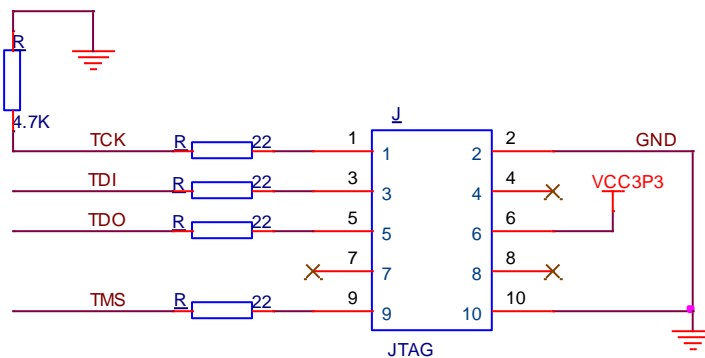 R
4.7K
J
TCK R 22 1 1 2 2 GND
TDI R 22 3 3 4 4 VCC3P3
TDO R 22 5 5 6 6
7 7 8 8
TMS R 22 9 9 10 10
JTAG